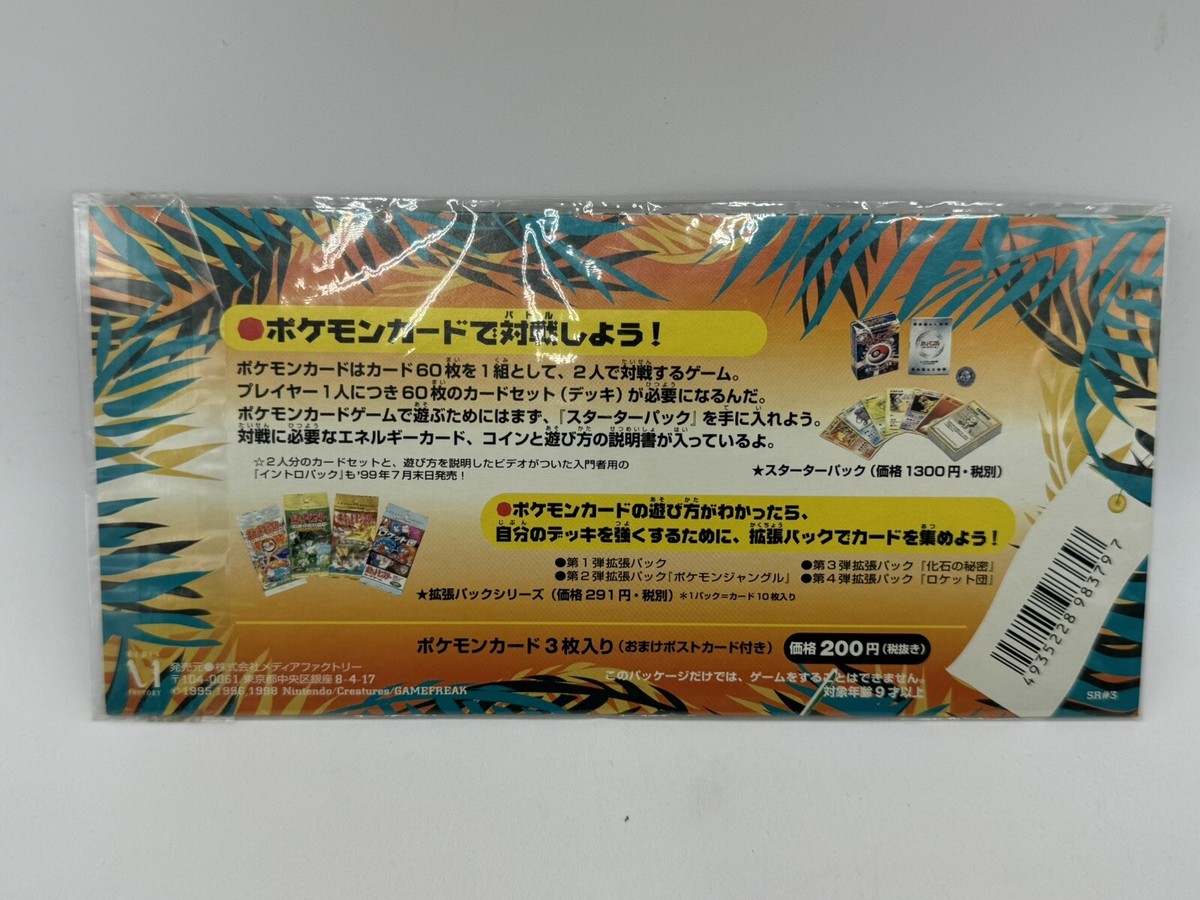 ●ポケモンカードで対戦しよう！
ポケモンカードはカード60枚を1組として、2人で対戦するゲーム。
プレイヤー1人につき60枚のカードセット（デッキ）が必要になるんだ。
ポケモンカードゲームで遊ぶためにはまず、『スターターパック』を手に入れよう。
対戦に必要なエネルギーカード、コインと遊び方の説明書が入っているよ。
☆2人分のカードセットと、遊び方を説明したビデオがついた入門者用の
『イントロパック』も'99年7月末日発売！
★スターターパック（価格1300円・税別）
●ポケモンカードの遊び方がわかったら、
自分のデッキを強くするために、拡張パックでカードを集めよう！
●第1弾拡張パック
●第2弾拡張パック『ポケモンジャングル』
●第3弾拡張パック『化石の秘密』
●第4弾拡張パック『ロケット団』
★拡張パックシリーズ（価格291円・税別）＊1パック＝カード10枚入り
ポケモンカード3枚入り（おまけポストカード付き）
価格200円（税抜き）
このパッケージだけでは、ゲームをすることはできません。
対象年齢9才以上
発売元●株式会社メディアファクトリー
〒104-0061 東京都中央区銀座8-4-17
©1995,1996,1998 Nintendo/Creatures/GAMEFREAK
4935228983797
SR#3